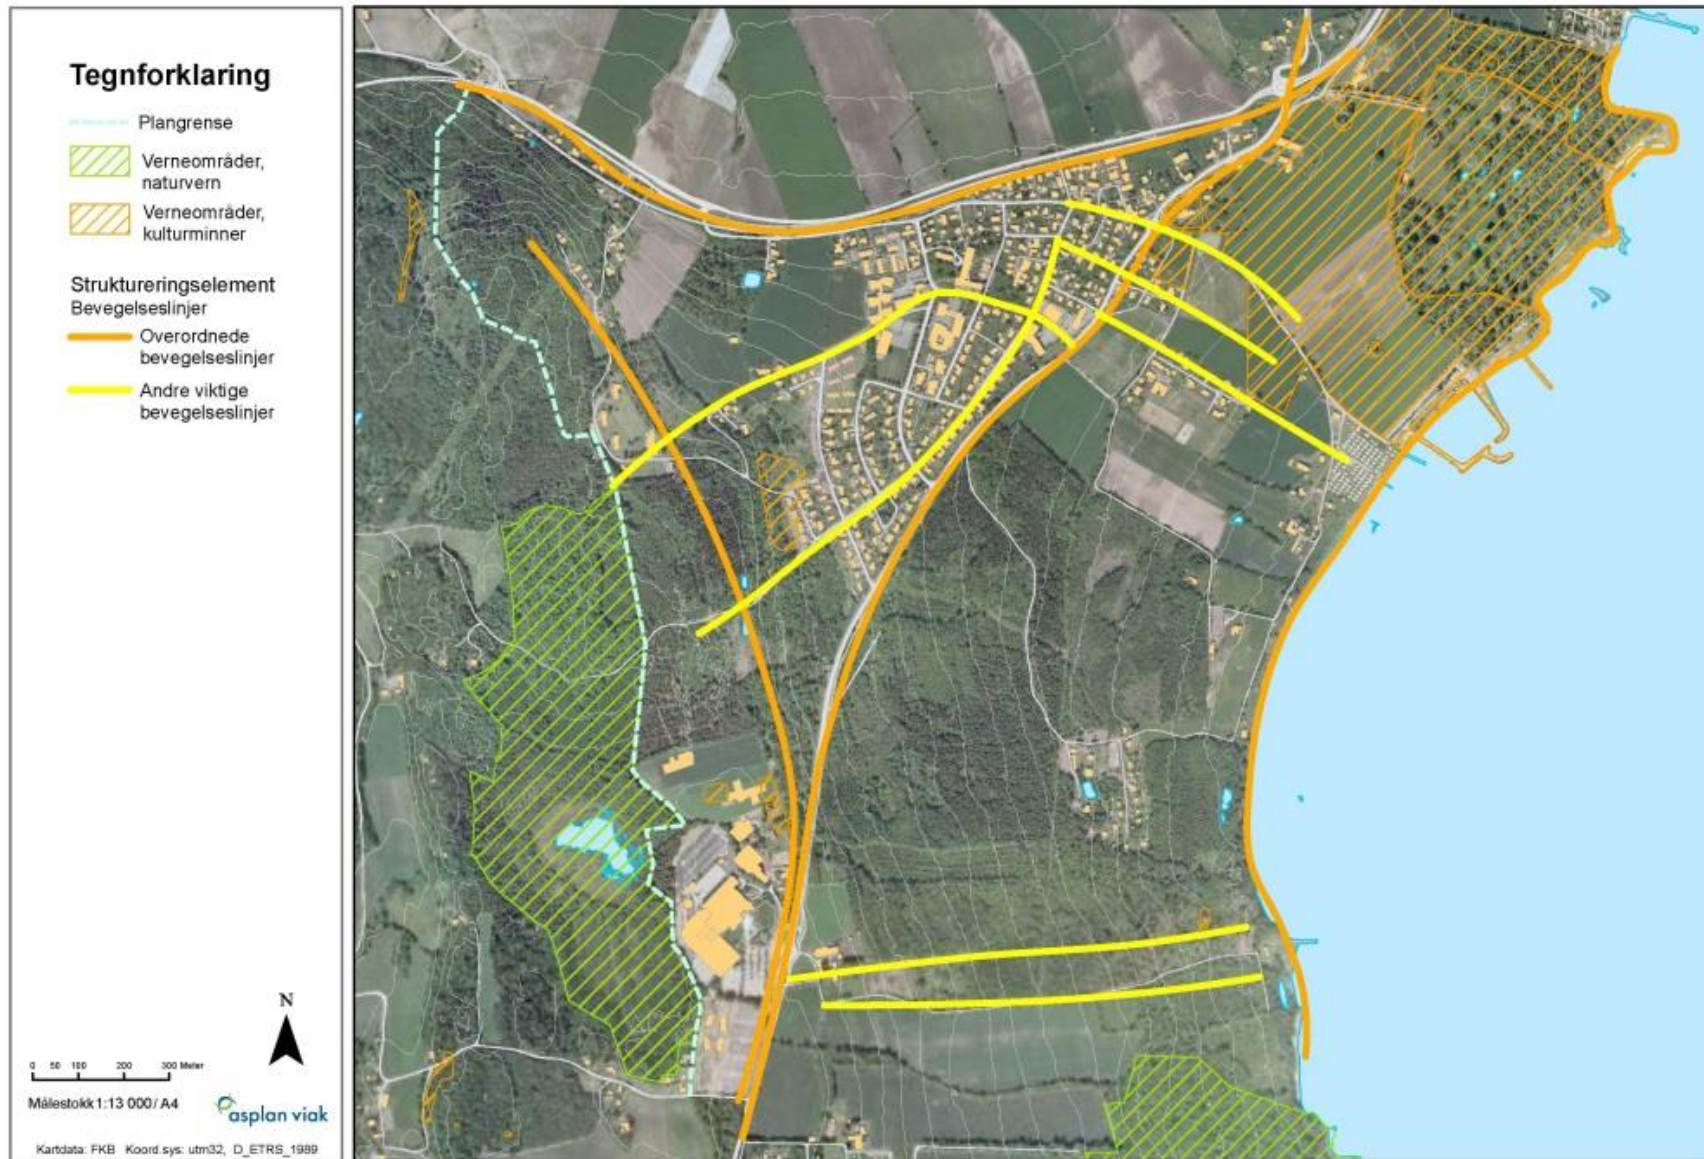 Tegnforklaring
Plangrense
Verneområder,
naturvern
Verneområder,
kulturminner
Struktureringselement
Bevegelseslinjer
Overordnede
bevegelseslinjer
Andre viktige
bevegelseslinjer
N
0 50 100 200 300 Meter
Målestokk 1:13 000/ A4
asplan viak
Kartdata: FKB Koord.sys: utm32, D_ETRS_1989